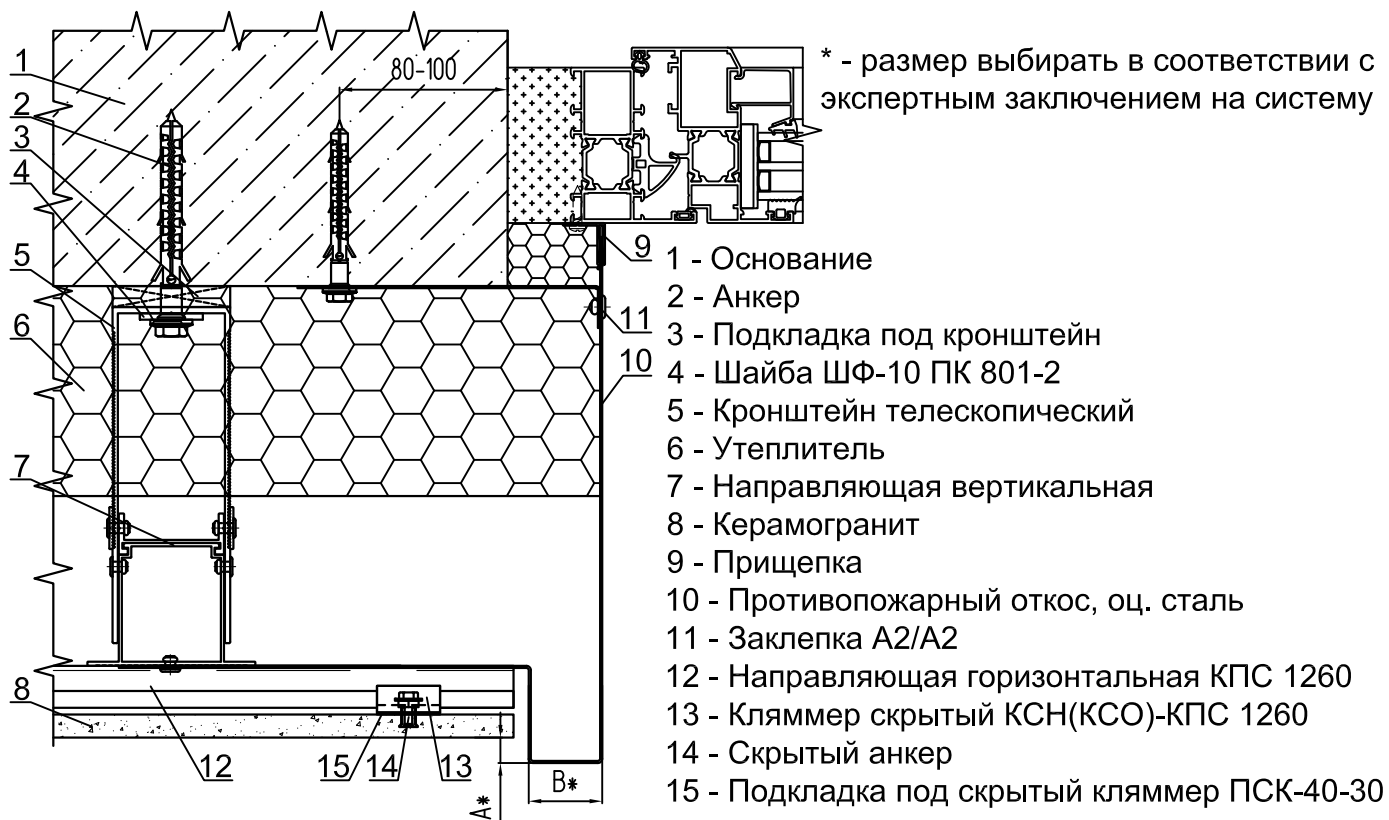 80-100
* - размер выбирать в соответствии с
экспертным заключением на систему
1
2
3
4
5
6
7
8
9
11
10
12
15
14
13
A*
B*
1 - Основание
2 - Анкер
3 - Подкладка под кронштейн
4 - Шайба ШФ-10 ПК 801-2
5 - Кронштейн телескопический
6 - Утеплитель
7 - Направляющая вертикальная
8 - Керамогранит
9 - Прищепка
10 - Противопожарный откос, оц. сталь
11 - Заклепка А2/А2
12 - Направляющая горизонтальная КПС 1260
13 - Кляммер скрытый КСН(КСО)-КПС 1260
14 - Скрытый анкер
15 - Подкладка под скрытый кляммер ПСК-40-30